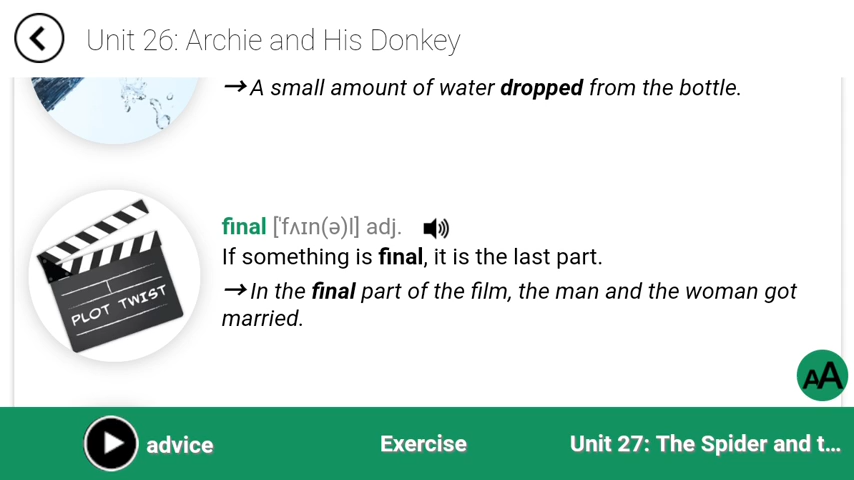 Unit 26: Archie and His Donkey
→ A small amount of water dropped from the bottle.
final ['fʌɪn(ə)l] adj.
If something is final, it is the last part.
→ In the final part of the film, the man and the woman got
married.
PLOT TWIST
AA
advice
Exercise
Unit 27: The Spider and t...